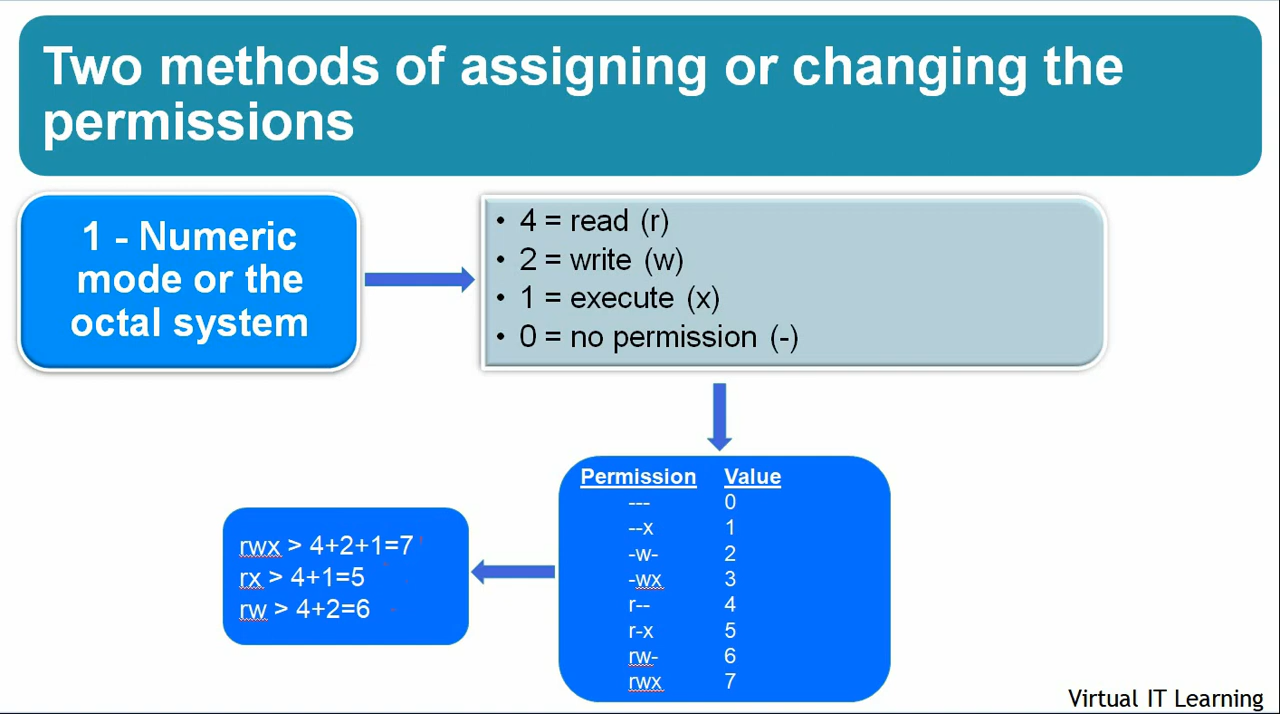 Two methods of assigning or changing the
permissions
1 - Numeric
mode or the
octal system
• 4 = read (r)
• 2 = write (w)
• 1 = execute (x)
• 0 = no permission (-)
Permission Value
--- 0
--x 1
-w- 2
-wx 3
r-- 4
r-x 5
rw- 6
rwx 7
rwx > 4+2+1=7
rx > 4+1=5
rw > 4+2=6
Virtual IT Learning